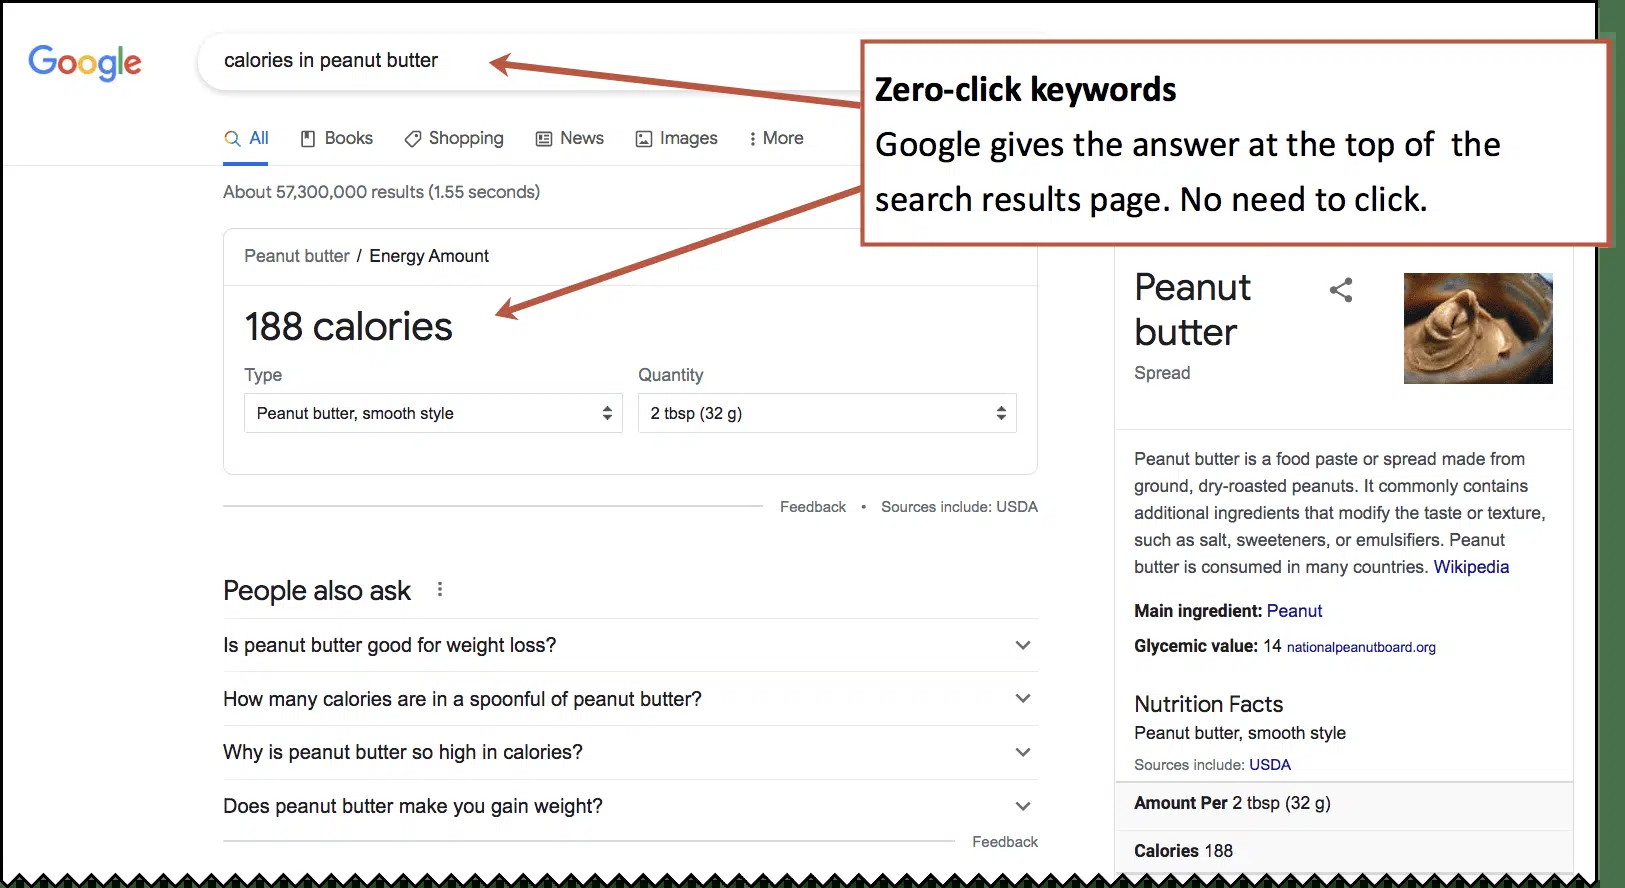 Google
calories in peanut butter
Zero-click keywords
Google gives the answer at the top of the
search results page. No need to click.
All Books Shopping News Images More
About 57,300,000 results (1.55 seconds)
Peanut butter / Energy Amount
188 calories
Type Quantity
Peanut butter, smooth style 2 tbsp (32 g)
Feedback • Sources include: USDA
People also ask
Is peanut butter good for weight loss?
How many calories are in a spoonful of peanut butter?
Why is peanut butter so high in calories?
Does peanut butter make you gain weight?
Feedback
Peanut
butter
Spread
Peanut butter is a food paste or spread made from
ground, dry-roasted peanuts. It commonly contains
additional ingredients that modify the taste or texture,
such as salt, sweeteners, or emulsifiers. Peanut
butter is consumed in many countries. Wikipedia
Main ingredient: Peanut
Glycemic value: 14 nationalpeanutboard.org
Nutrition Facts
Peanut butter, smooth style
Sources include: USDA
Amount Per 2 tbsp (32 g)
Calories 188